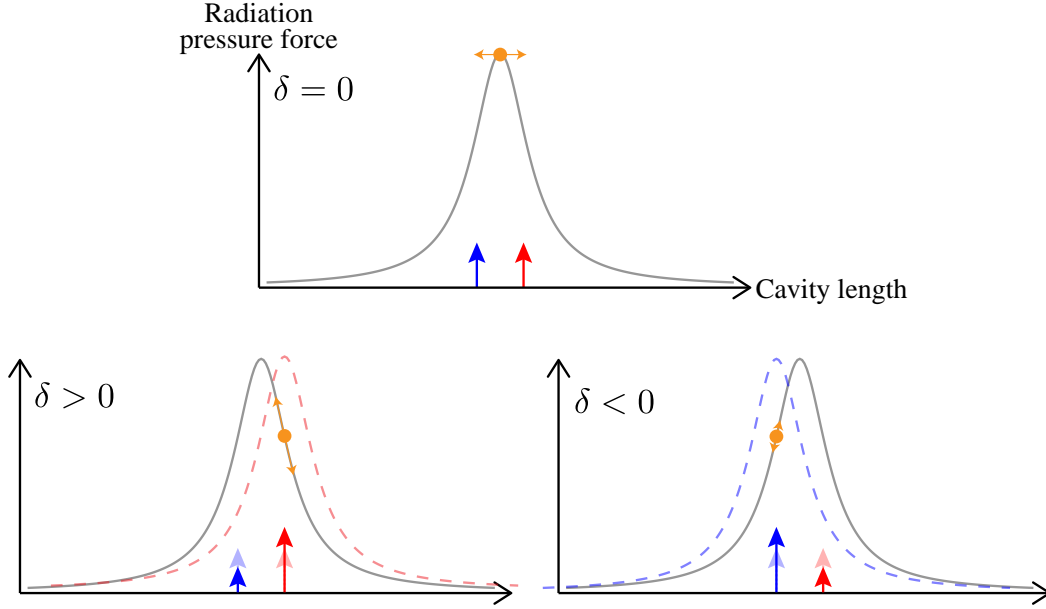 Radiation
pressure force
δ = 0
Cavity length
δ > 0
δ < 0